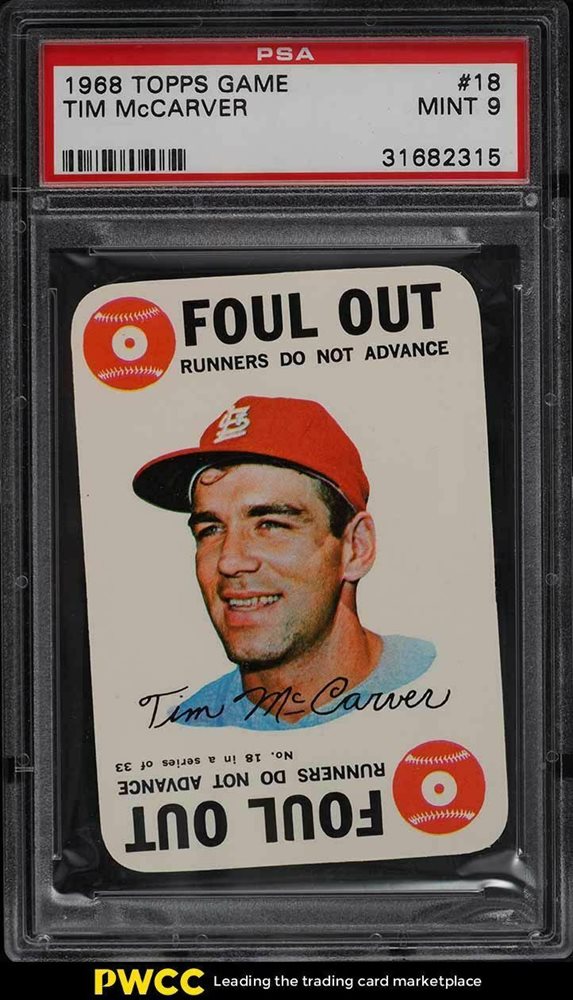 PSA
1968 TOPPS GAME #18
TIM McCARVER MINT 9
31682315
FOUL OUT
RUNNERS DO NOT ADVANCE
StL
Tim McCarver
No. 18 in a series of 33
RUNNERS DO NOT ADVANCE
FOUL OUT
PWCC Leading the trading card marketplace